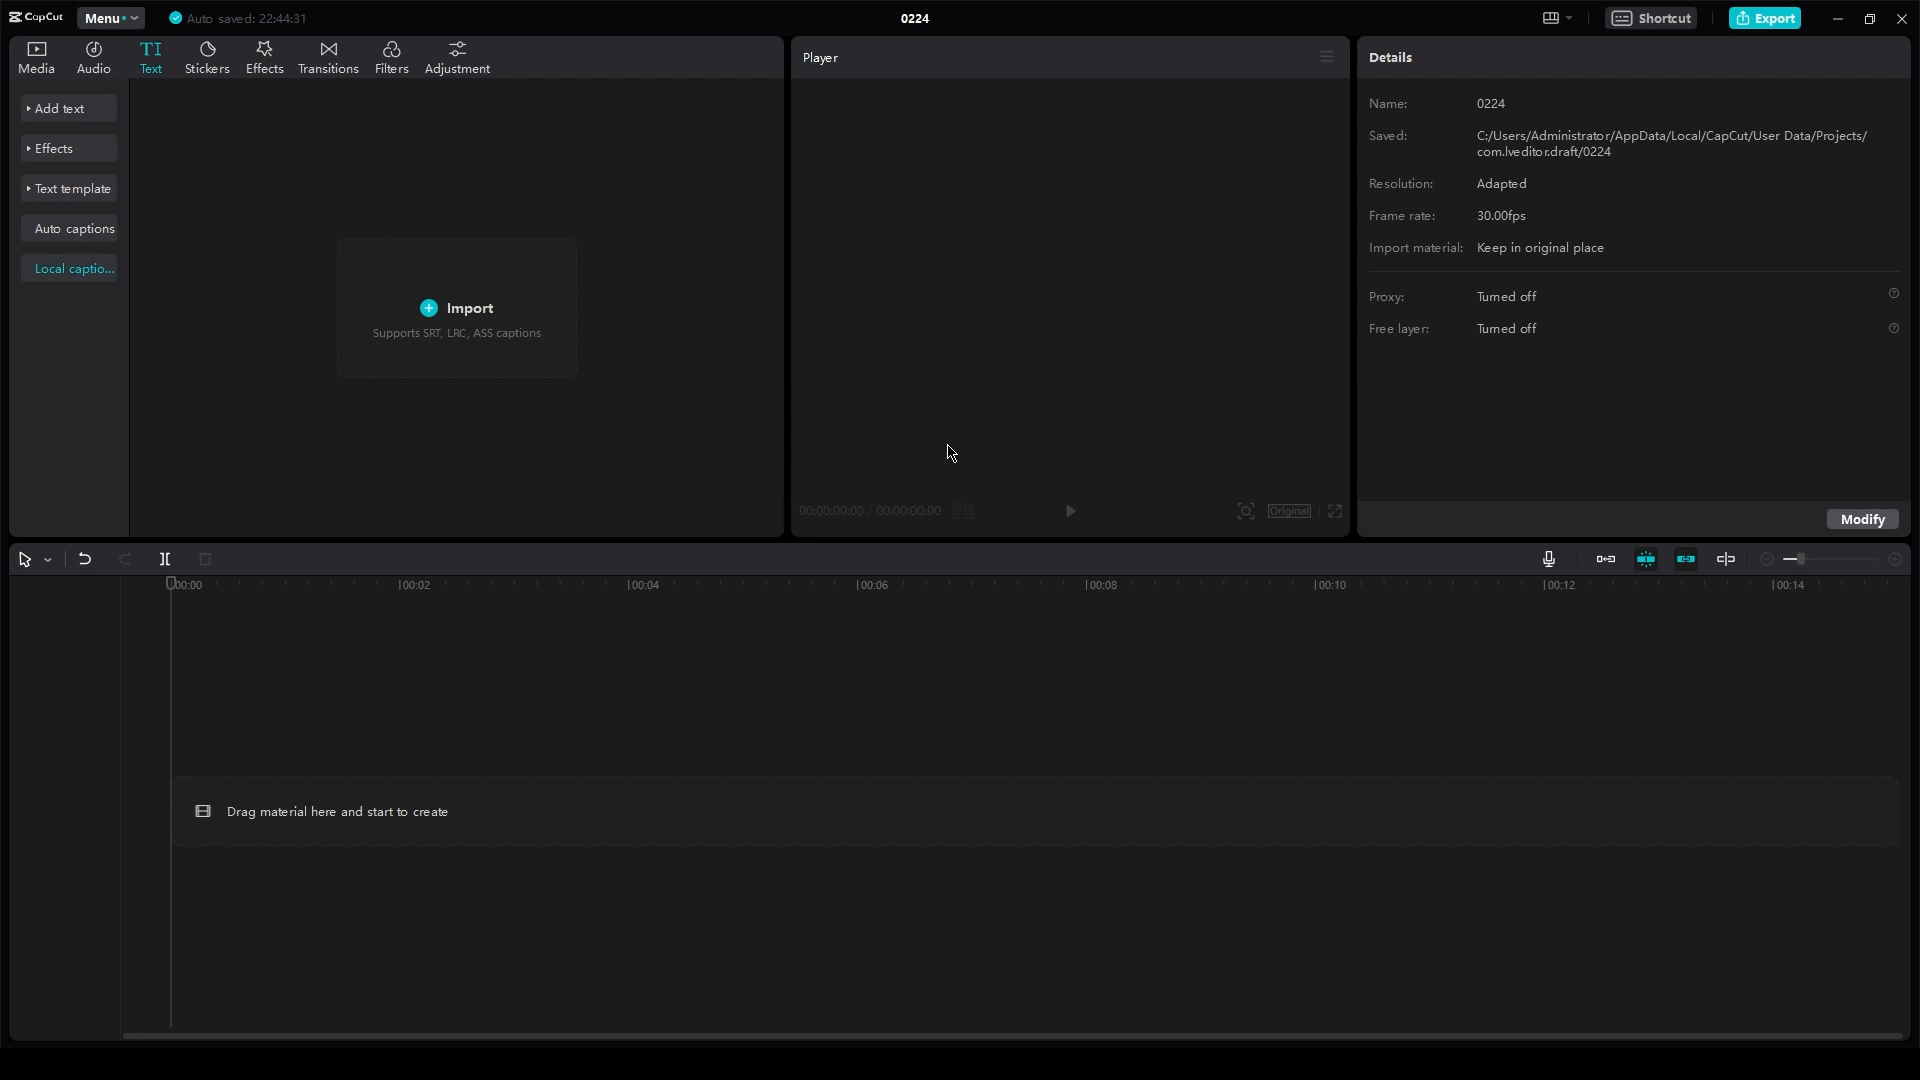 CapCut
Menu
Auto saved: 22:44:31
0224
Shortcut
Export
Media
Audio
TI
Text
Stickers
Effects
Transitions
Filters
Adjustment
Add text
Effects
Text template
Auto captions
Local captio...
Import
Supports SRT, LRC, ASS captions
Player
00:00:00:00 / 00:00:00:00
Original
Details
Name: 0224
Saved: C:/Users/Administrator/AppData/Local/CapCut/User Data/Projects/
com.lveditor.draft/0224
Resolution: Adapted
Frame rate: 30.00fps
Import material: Keep in original place
Proxy: Turned off
Free layer: Turned off
Modify
00:00
00:02
00:04
00:06
00:08
00:10
00:12
00:14
Drag material here and start to create